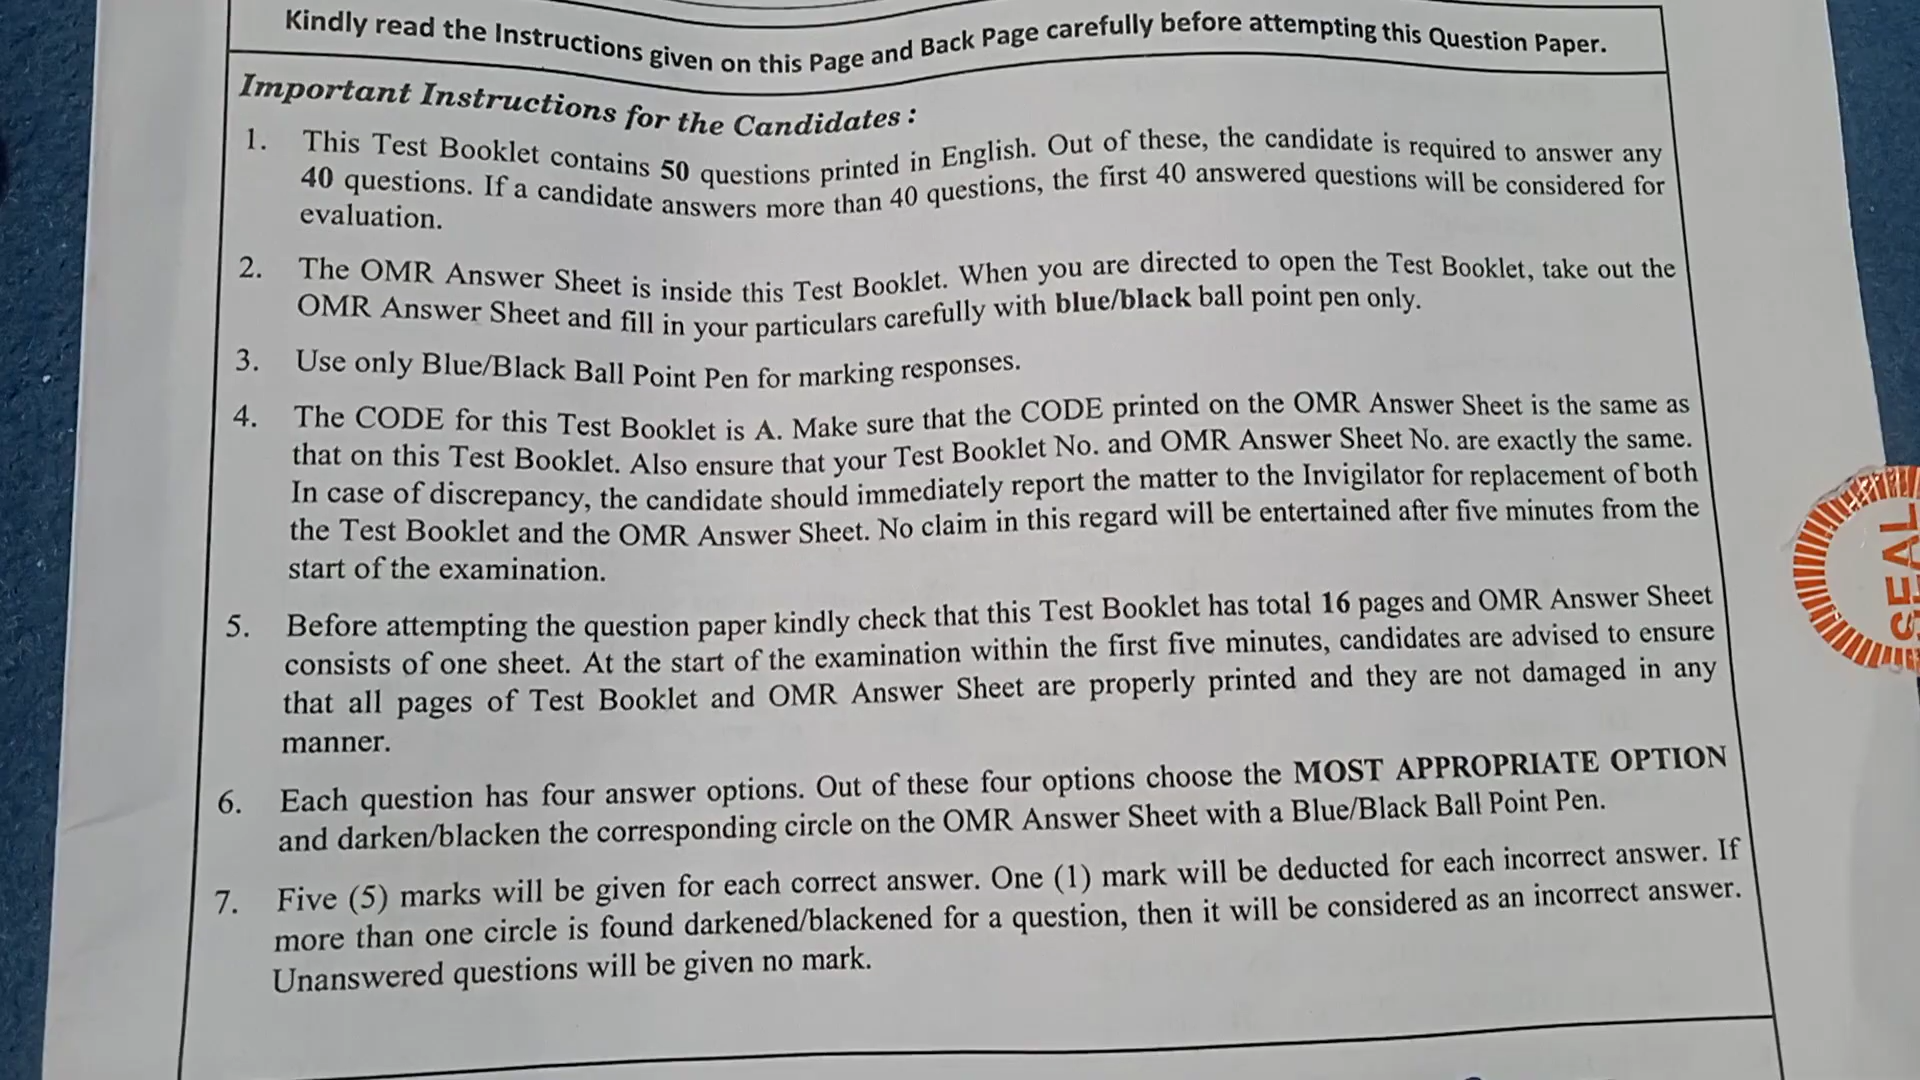 Kindly read the Instructions given on this Page and Back Page carefully before attempting this Question Paper.
Important Instructions for the Candidates :
1. This Test Booklet contains 50 questions printed in English. Out of these, the candidate is required to answer any
40 questions. If a candidate answers more than 40 questions, the first 40 answered questions will be considered for
evaluation.
2. The OMR Answer Sheet is inside this Test Booklet. When you are directed to open the Test Booklet, take out the
OMR Answer Sheet and fill in your particulars carefully with blue/black ball point pen only.
3. Use only Blue/Black Ball Point Pen for marking responses.
4. The CODE for this Test Booklet is A. Make sure that the CODE printed on the OMR Answer Sheet is the same as
that on this Test Booklet. Also ensure that your Test Booklet No. and OMR Answer Sheet No. are exactly the same.
In case of discrepancy, the candidate should immediately report the matter to the Invigilator for replacement of both
the Test Booklet and the OMR Answer Sheet. No claim in this regard will be entertained after five minutes from the
start of the examination.
5. Before attempting the question paper kindly check that this Test Booklet has total 16 pages and OMR Answer Sheet
consists of one sheet. At the start of the examination within the first five minutes, candidates are advised to ensure
that all pages of Test Booklet and OMR Answer Sheet are properly printed and they are not damaged in any
manner.
6. Each question has four answer options. Out of these four options choose the MOST APPROPRIATE OPTION
and darken/blacken the corresponding circle on the OMR Answer Sheet with a Blue/Black Ball Point Pen.
7. Five (5) marks will be given for each correct answer. One (1) mark will be deducted for each incorrect answer. If
more than one circle is found darkened/blackened for a question, then it will be considered as an incorrect answer.
Unanswered questions will be given no mark.
SEAL